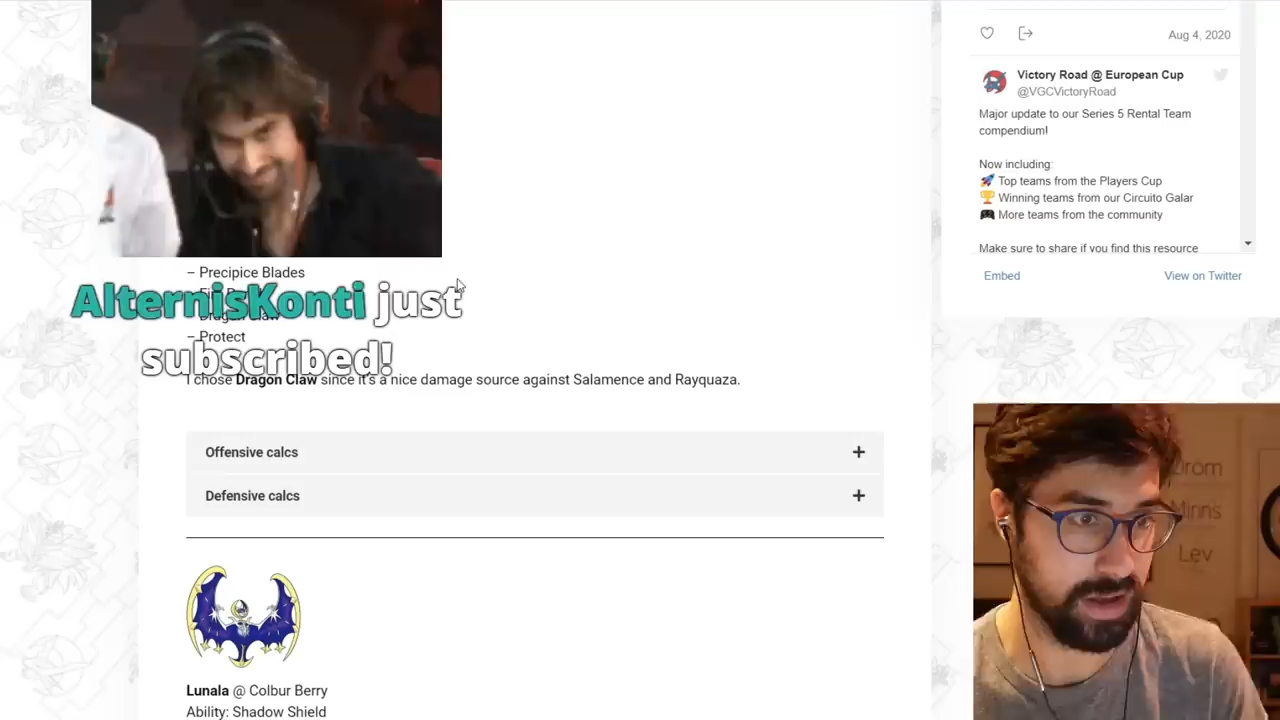 Aug 4, 2020
Victory Road @ European Cup
@VGCVictoryRoad
Major update to our Series 5 Rental Team
compendium!
Now including:
🚀 Top teams from the Players Cup
🏆 Winning teams from our Circuito Galar
🎮 More teams from the community
Make sure to share if you find this resource
Embed
View on Twitter
– Precipice Blades
AlternisKonti just
subscribed!
– Protect
I chose Dragon Claw since it's a nice damage source against Salamence and Rayquaza.
Offensive calcs +
Defensive calcs +
Lunala @ Colbur Berry
Ability: Shadow Shield
Minns
Lev